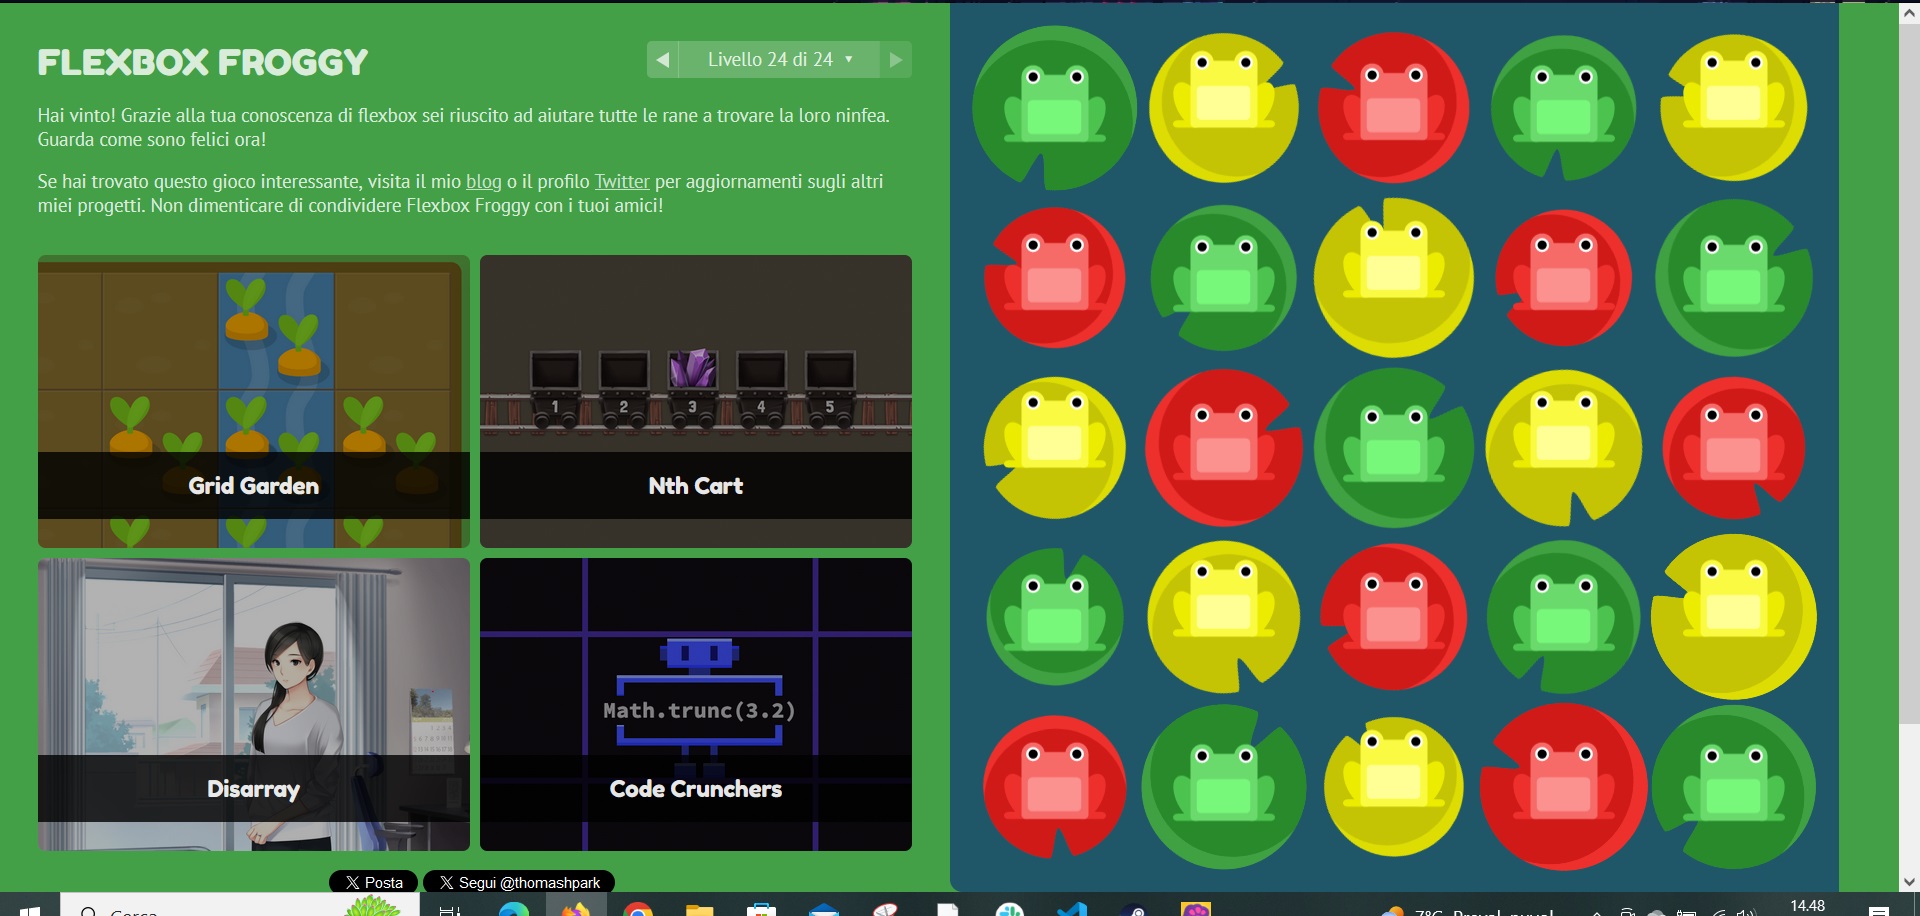 FLEXBOX FROGGY
Livello 24 di 24
Hai vinto! Grazie alla tua conoscenza di flexbox sei riuscito ad aiutare tutte le rane a trovare la loro ninfea.
Guarda come sono felici ora!
Se hai trovato questo gioco interessante, visita il mio blog o il profilo Twitter per aggiornamenti sugli altri
miei progetti. Non dimenticare di condividere Flexbox Froggy con i tuoi amici!
1 2 3 4 5
Grid Garden
Nth Cart
Math.trunc(3.2)
Disarray
Code Crunchers
Posta
Segui @thomashpark
Cerca
7°C
14.48